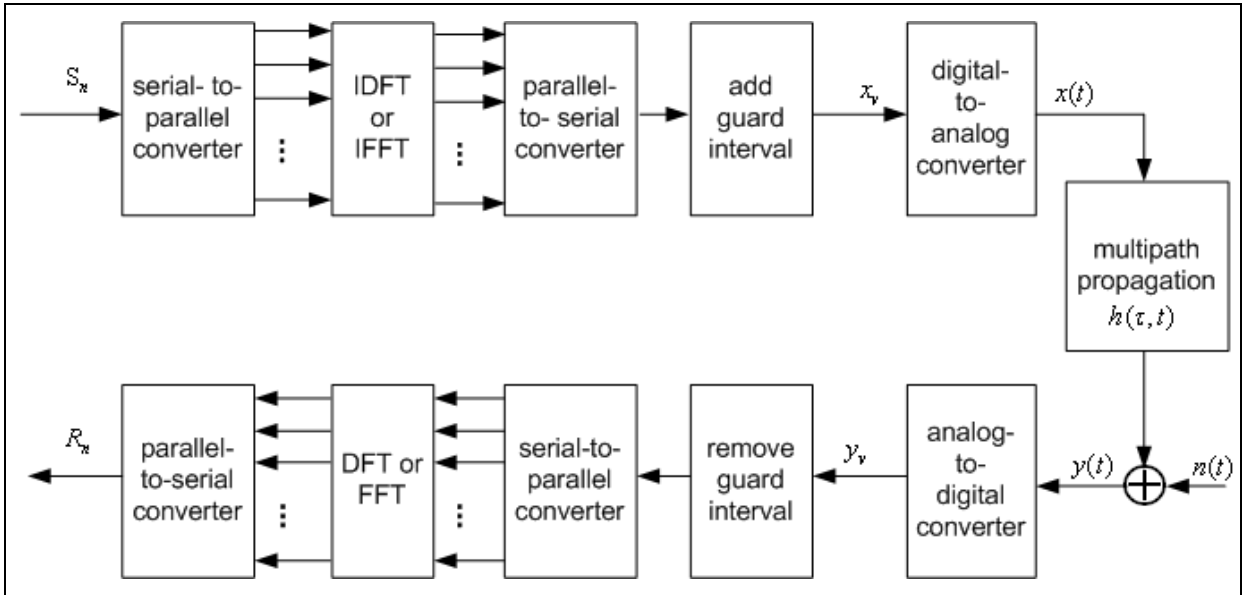 S_n
serial- to-
parallel
converter
⋮
IDFT
or
IFFT
⋮
parallel-
to- serial
converter
add
guard
interval
x_v
digital-
to-
analog
converter
x(t)
multipath
propagation
h(τ,t)
R_n
parallel-
to-serial
converter
⋮
DFT or
FFT
⋮
serial-to-
parallel
converter
remove
guard
interval
y_v
analog-
to-
digital
converter
y(t)
+
n(t)